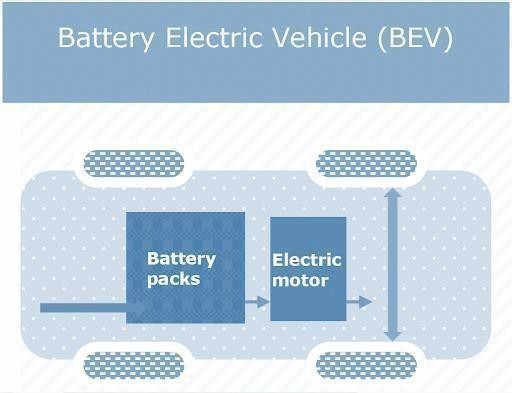 Battery Electric Vehicle (BEV)
Battery
packs
Electric
motor